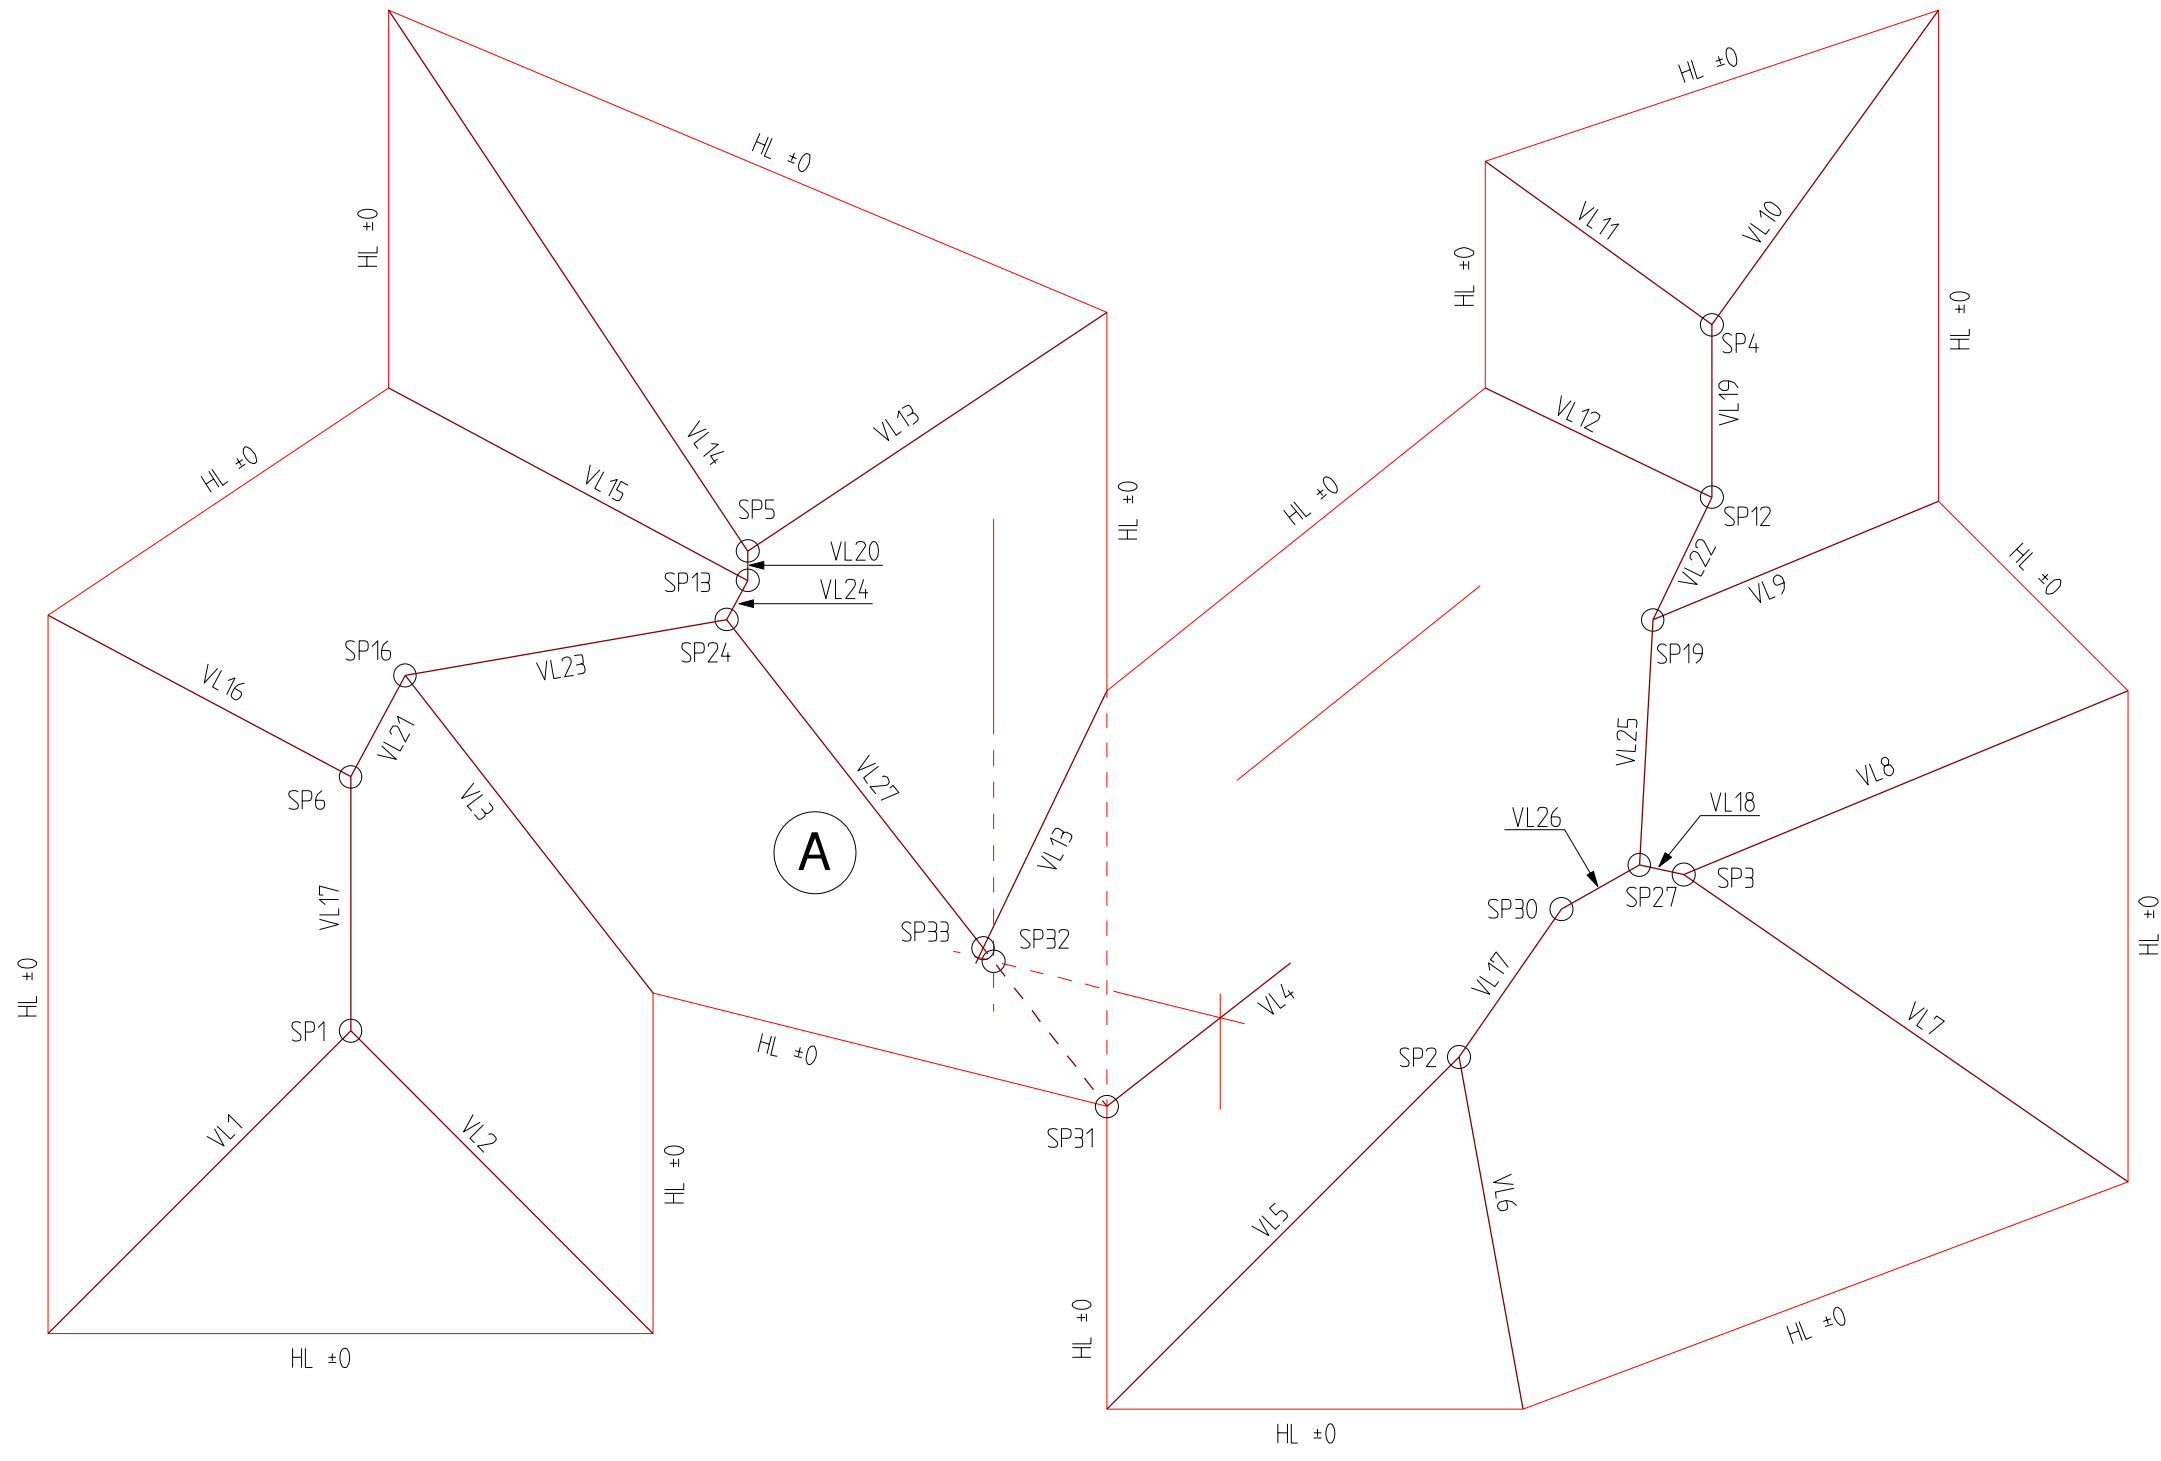 HL ±0
HL ±0
VL10
VL11
HL ±0
HL ±0
HL ±0
HL ±0
SP4
VL19
VL12
VL13
VL14
HL ±0
VL15
SP5
HL ±0
HL ±0
SP12
VL20
SP13
VL24
VL22
VL9
HL ±0
SP16
SP24
SP19
VL23
VL16
VL21
VL25
VL27
VL8
SP6
VL3
VL18
VL26
A
VL13
SP3
SP27
SP30
VL17
SP33
SP32
HL ±0
HL ±0
VL17
VL4
SP1
HL ±0
SP2
VL7
VL1
VL2
SP31
HL ±0
VL5
VL6
HL ±0
HL ±0
HL ±0
HL ±0